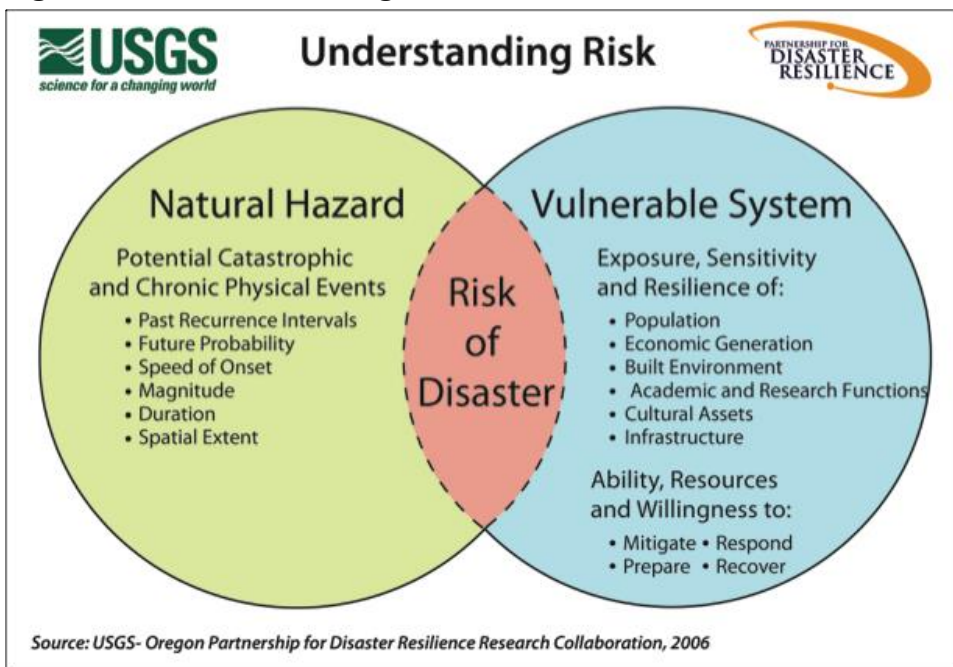 USGS
science for a changing world
Understanding Risk
PARTNERSHIP FOR
DISASTER
RESILIENCE
Natural Hazard
Potential Catastrophic
and Chronic Physical Events
• Past Recurrence Intervals
• Future Probability
• Speed of Onset
• Magnitude
• Duration
• Spatial Extent
Risk
of
Disaster
Vulnerable System
Exposure, Sensitivity
and Resilience of:
• Population
• Economic Generation
• Built Environment
• Academic and Research Functions
• Cultural Assets
• Infrastructure
Ability, Resources
and Willingness to:
• Mitigate • Respond
• Prepare • Recover
Source: USGS- Oregon Partnership for Disaster Resilience Research Collaboration, 2006